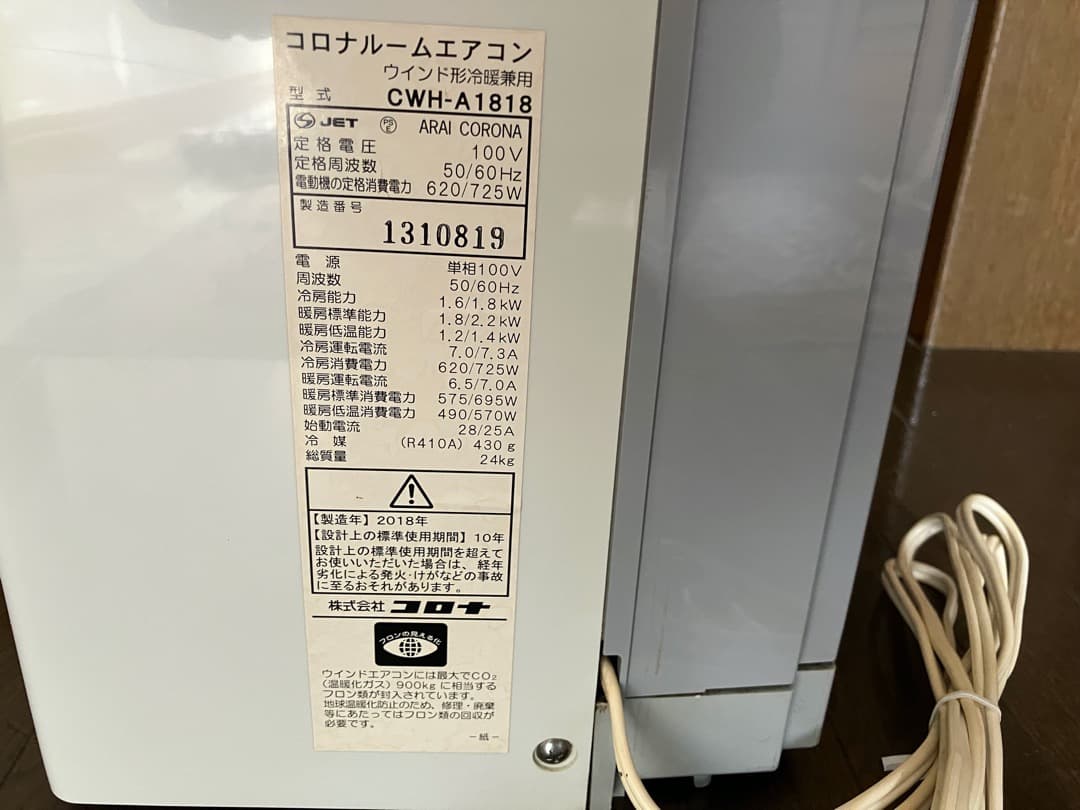 コロナルームエアコン
ウインド形冷暖兼用
型式 CWH-A1818
JET PSE ARAI CORONA
定格電圧 100V
定格周波数 50/60Hz
電動機の定格消費電力 620/725W
製造番号
1310819
電源 単相100V
周波数 50/60Hz
冷房能力 1.6/1.8kW
暖房標準能力 1.8/2.2kW
暖房低温能力 1.2/1.4kW
冷房運転電流 7.0/7.3A
冷房消費電力 620/725W
暖房運転電流 6.5/7.0A
暖房標準消費電力 575/695W
暖房低温消費電力 490/570W
始動電流 28/25A
冷媒 (R410A) 430g
総質量 24kg
【製造年】2018年
【設計上の標準使用期間】10年
設計上の標準使用期間を超えて
お使いいただいた場合は、経年
劣化による発火・けがなどの事故
に至るおそれがあります。
株式会社 コロナ
フロンの見える化
ウインドエアコンには最大でCO₂
(温暖化ガス)900kgに相当する
フロン類が封入されています。
地球温暖化防止のため、修理・廃棄
等にあたってはフロン類の回収が
必要です。
-紙-